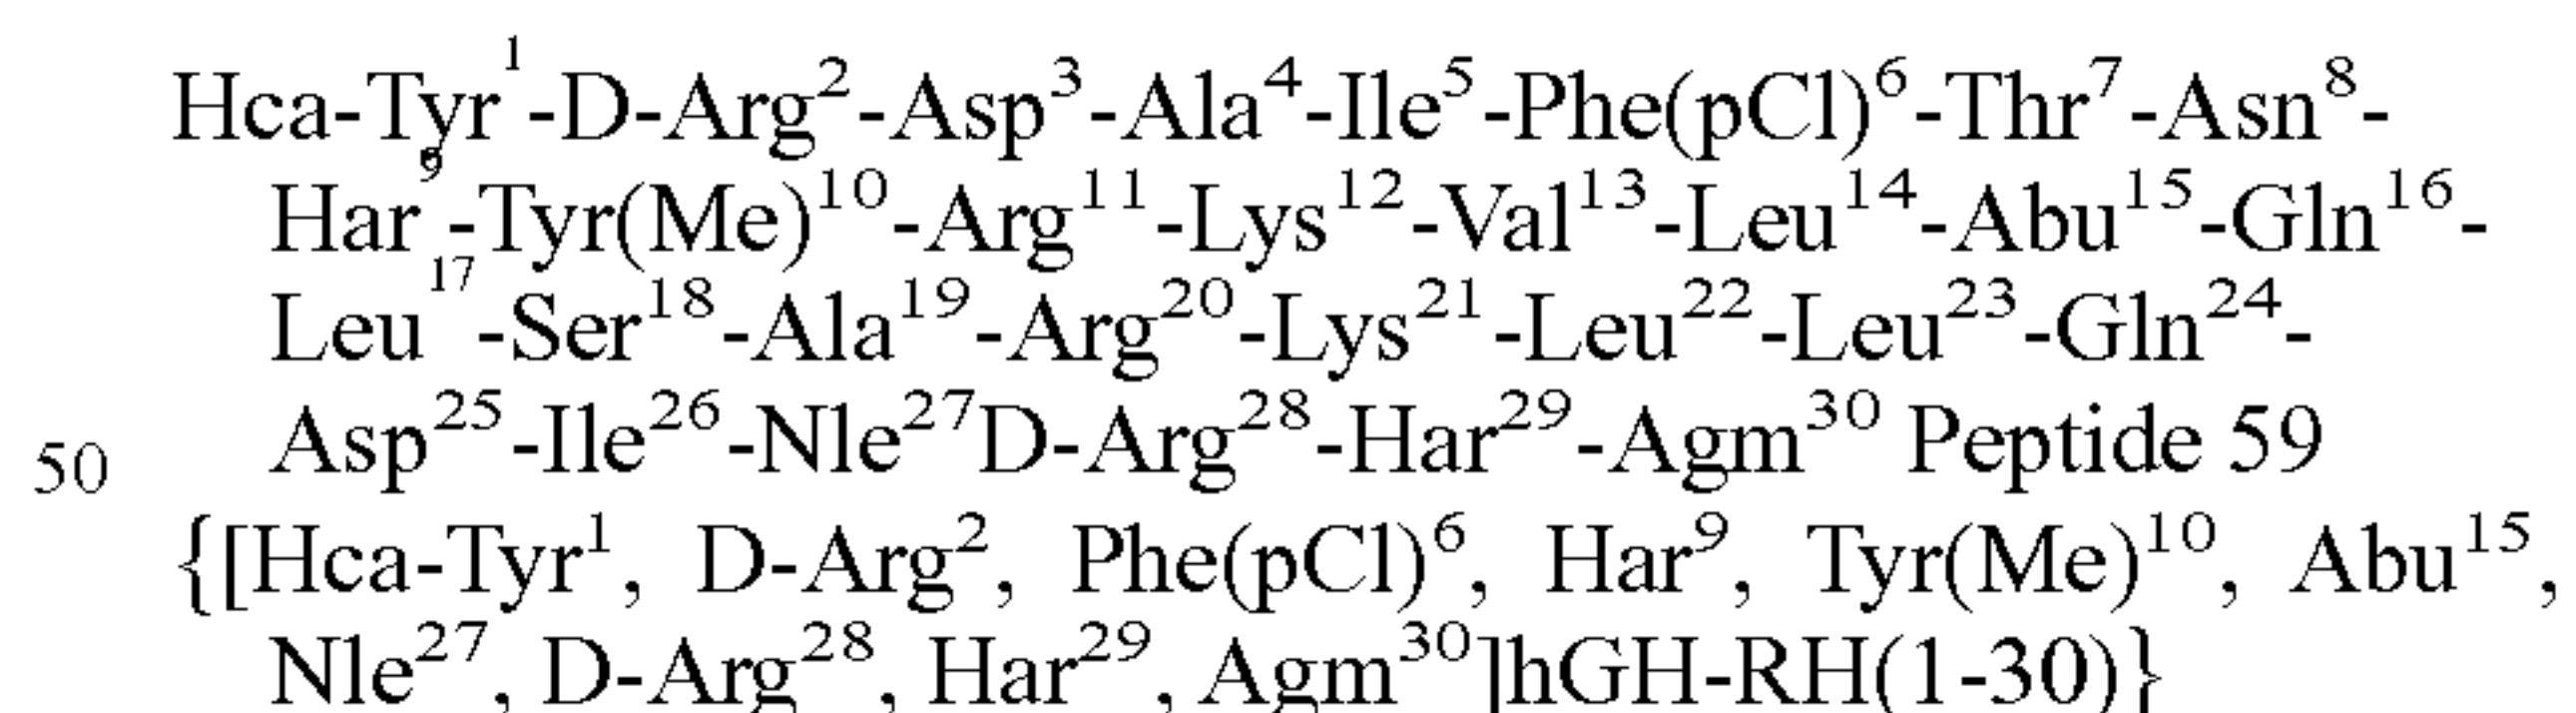 Hca-Tyr¹-D-Arg²-Asp³-Ala⁴-Ile⁵-Phe(pCl)⁶-Thr⁷-Asn⁸-
Har⁹-Tyr(Me)¹⁰-Arg¹¹-Lys¹²-Val¹³-Leu¹⁴-Abu¹⁵-Gln¹⁶-
Leu¹⁷-Ser¹⁸-Ala¹⁹-Arg²⁰-Lys²¹-Leu²²-Leu²³-Gln²⁴-
50 Asp²⁵-Ile²⁶-Nle²⁷D-Arg²⁸-Har²⁹-Agm³⁰ Peptide 59
{[Hca-Tyr¹, D-Arg², Phe(pCl)⁶, Har⁹, Tyr(Me)¹⁰, Abu¹⁵,
Nle²⁷, D-Arg²⁸, Har²⁹, Agm³⁰]hGH-RH(1-30)}